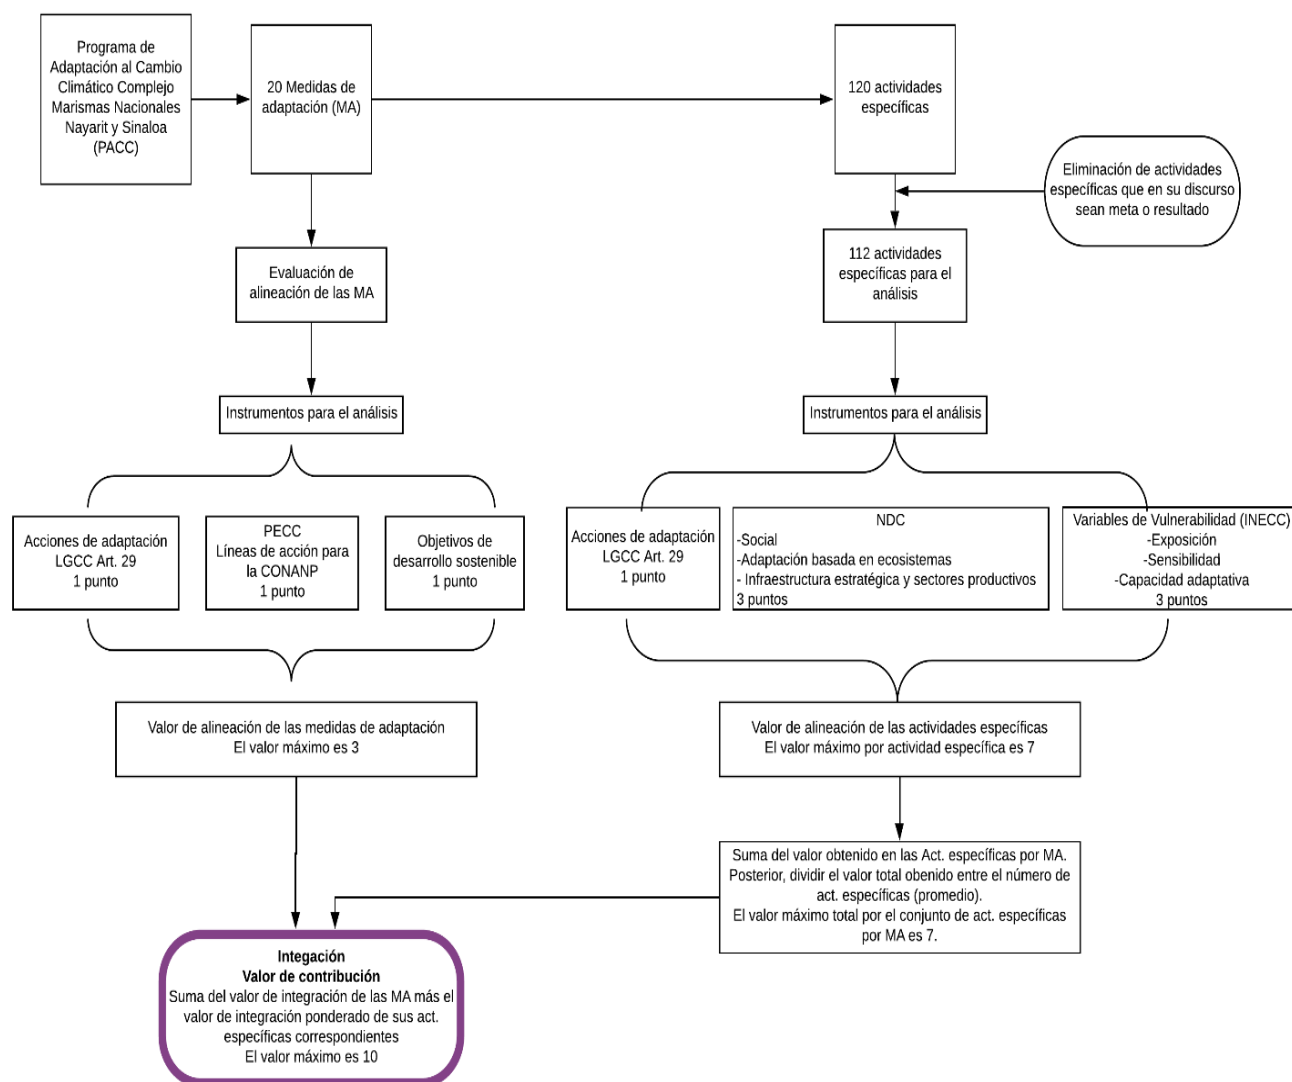 Programa de
Adaptación al Cambio
Climático Complejo
Marismas Nacionales
Nayarit y Sinaloa
(PACC)
20 Medidas de
adaptación (MA)
120 actividades
específicas
Eliminación de actividades
específicas que en su discurso
sean meta o resultado
Evaluación de
alineación de las MA
112 actividades
específicas para el
análisis
Instrumentos para el análisis
Instrumentos para el análisis
Acciones de adaptación
LGCC Art. 29
1 punto
PECC
Líneas de acción para
la CONANP
1 punto
Objetivos de
desarrollo sostenible
1 punto
Acciones de adaptación
LGCC Art. 29
1 punto
NDC
-Social
-Adaptación basada en ecosistemas
- Infraestructura estratégica y sectores productivos
3 puntos
Variables de Vulnerabilidad (INECC)
-Exposición
-Sensibilidad
-Capacidad adaptativa
3 puntos
Valor de alineación de las medidas de adaptación
El valor máximo es 3
Valor de alineación de las actividades específicas
El valor máximo por actividad específica es 7
Suma del valor obtenido en las Act. específicas por MA.
Posterior, dividir el valor total obenido entre el número de
act. específicas (promedio).
El valor máximo total por el conjunto de act. específicas
por MA es 7.
Integación
Valor de contribución
Suma del valor de integración de las MA más el
valor de integración ponderado de sus act.
específicas correspondientes
El valor máximo es 10